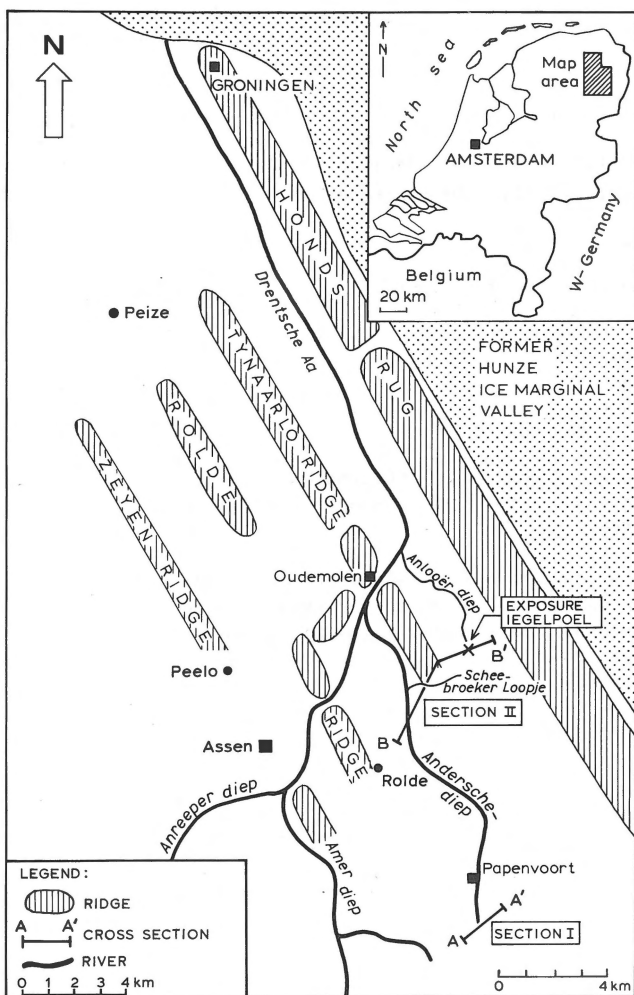 N
GRONINGEN
HONDS
RUG
Drentsche Aa
Peize
TYNAARLO RIDGE
ROLDE
RIDGE
ZEYEN RIDGE
FORMER
HUNZE
ICE MARGINAL
VALLEY
Oudemolen
Anlooër diep
EXPOSURE
IEGELPOEL
B'
Schee-
broeker Loopje
SECTION II
B
Peelo
Assen
Rolde
Andersche-
diep
Anreeper diep
Amer diep
Papenvoort
A'
A
SECTION I
0 4 km
N
North sea
Map
area
AMSTERDAM
W-Germany
Belgium
20 km
LEGEND:
RIDGE
A A'
CROSS SECTION
RIVER
0 1 2 3 4 km